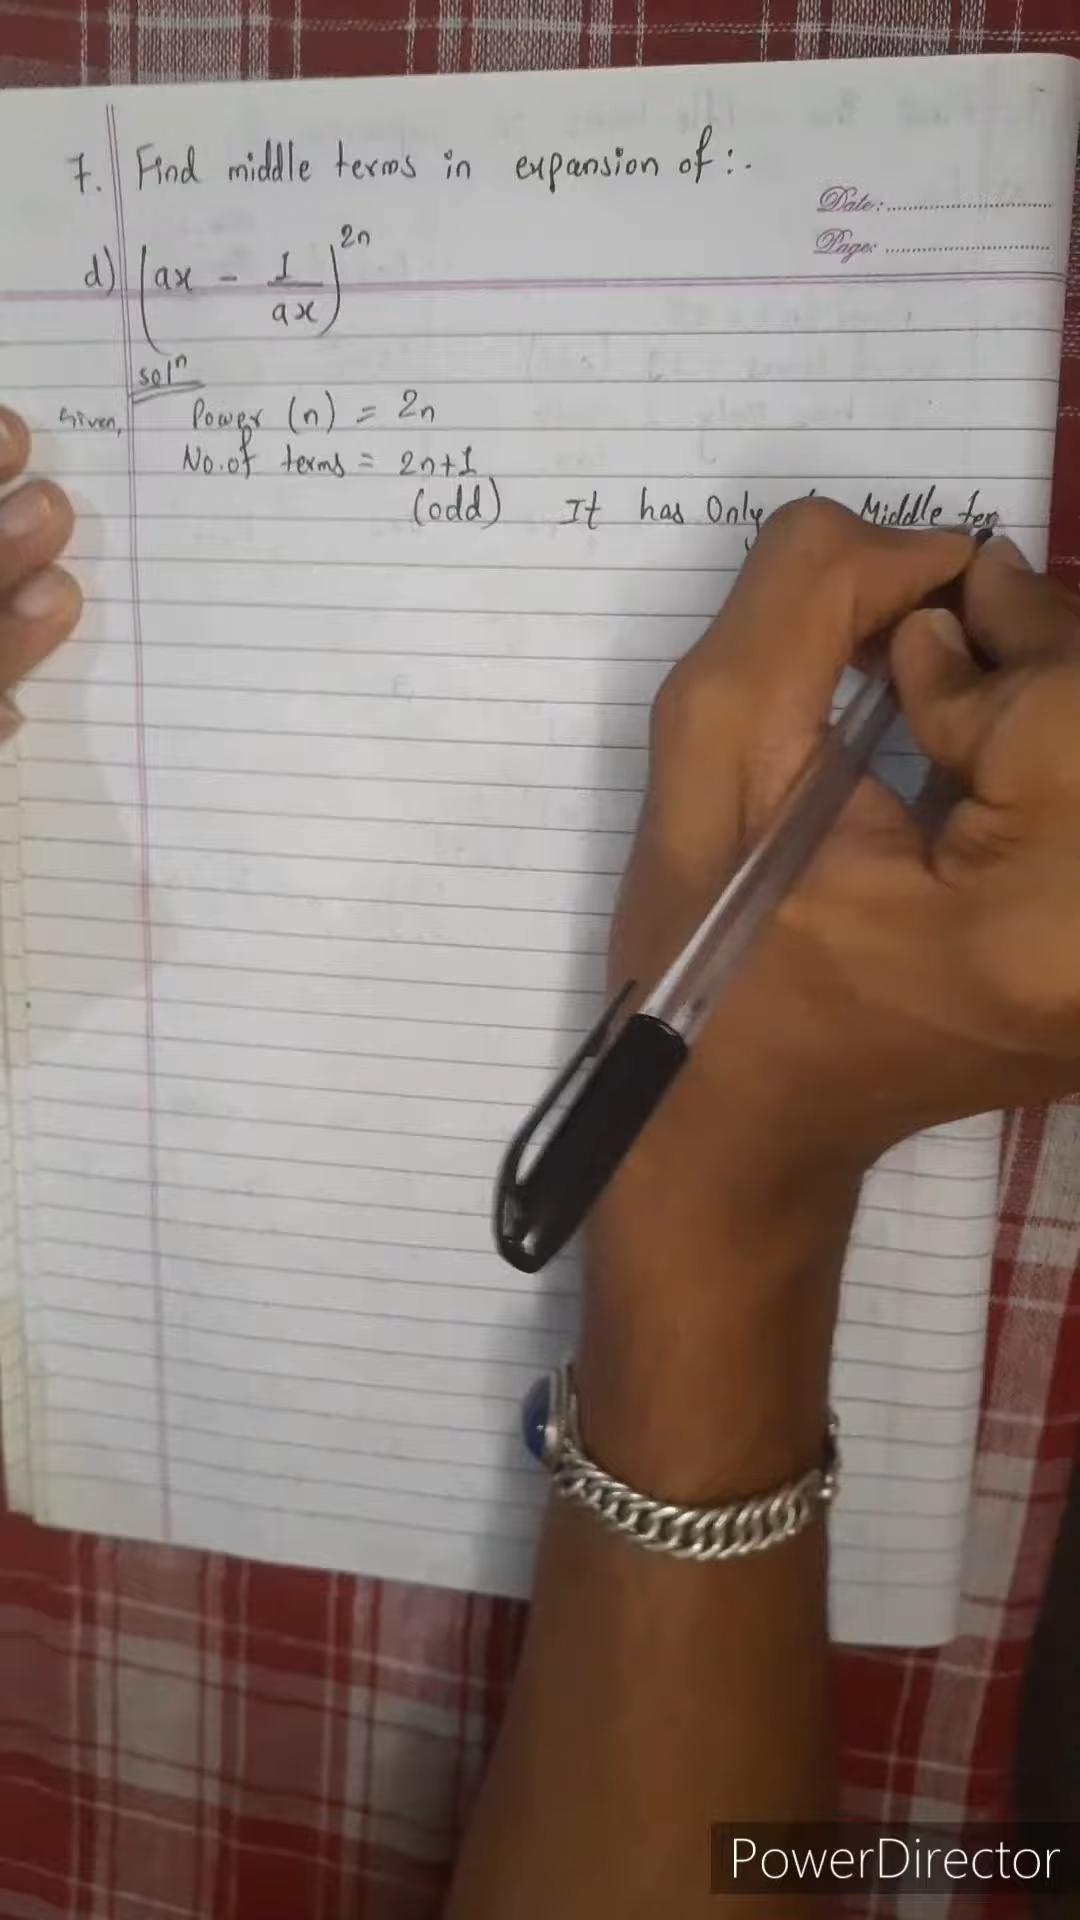 7. Find middle terms in expansion of :-
Date:
Page:
d) (ax - 1/ax)^2n
solⁿ
Given, Power (n) = 2n
No. of terms = 2n+1
(odd) It has Only Middle ter
PowerDirector